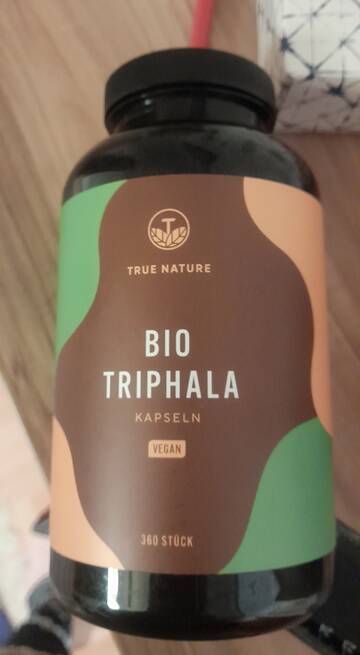 T
TRUE NATURE
BIO
TRIPHALA
KAPSELN
VEGAN
360 STÜCK